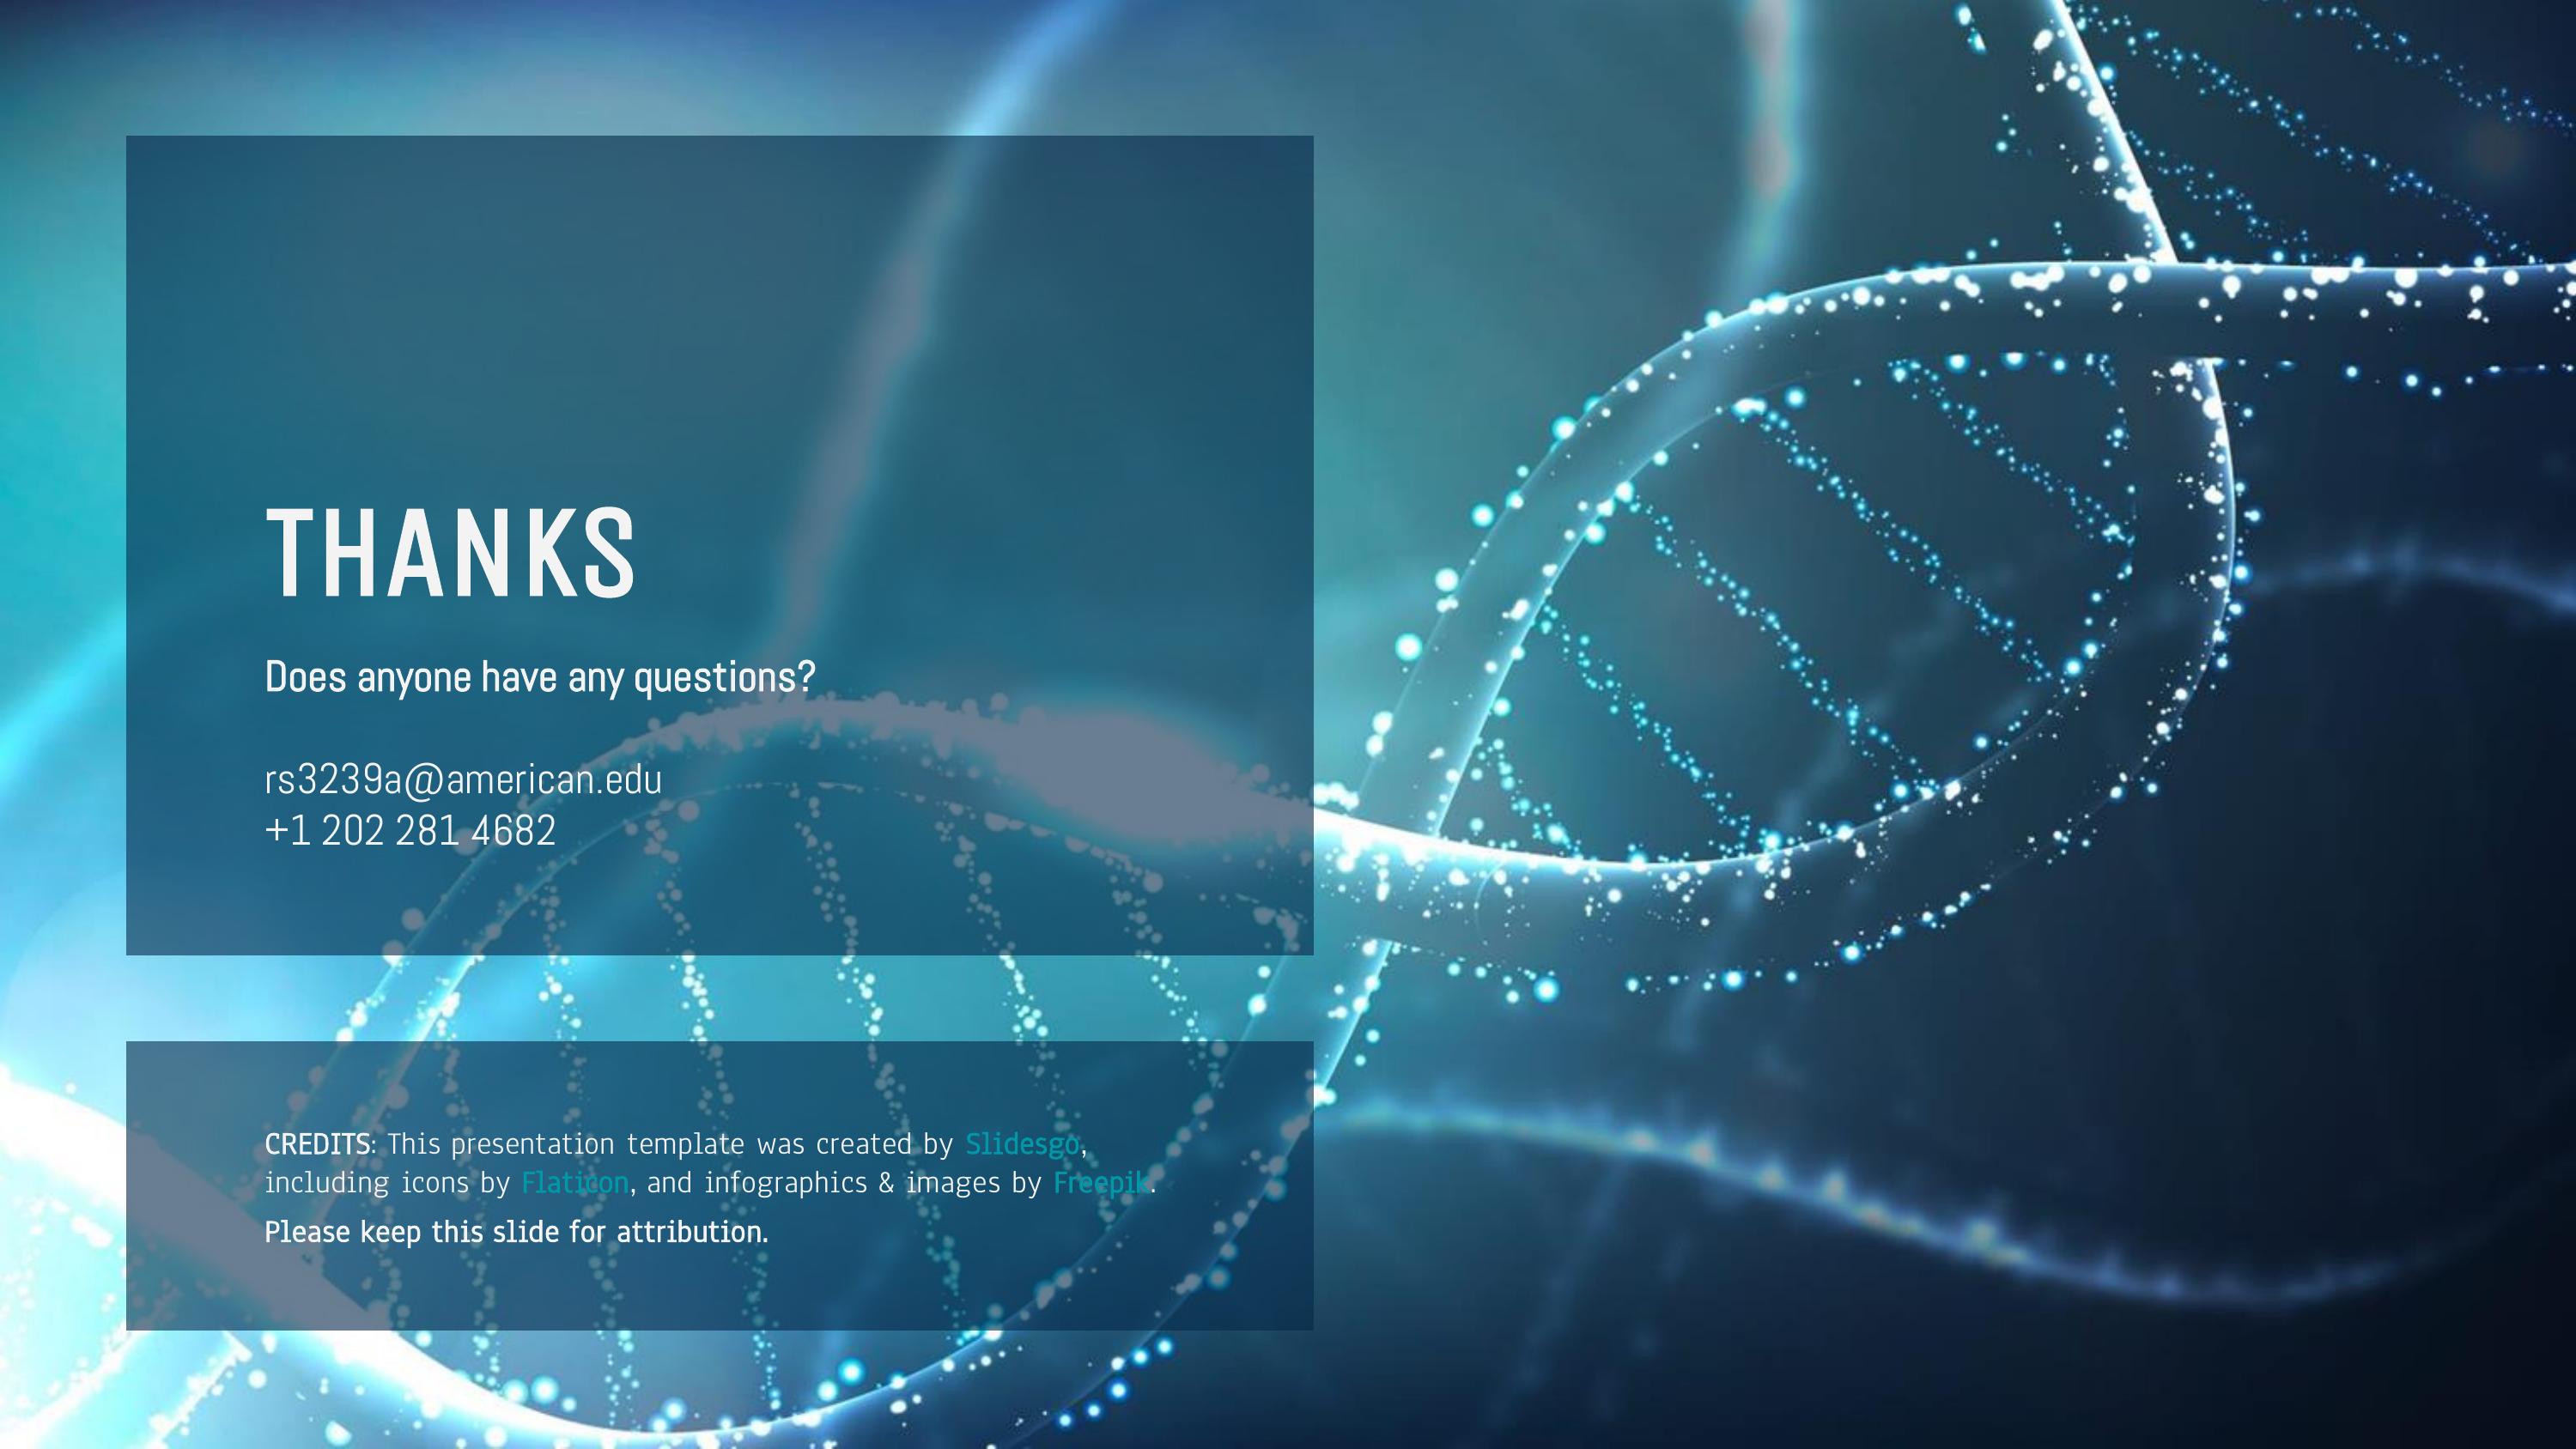 THANKS
Does anyone have any questions?
rs3239a@american.edu
+1 202 281 4682
CREDITS: This presentation template was created by Slidesgo,
including icons by Flaticon, and infographics & images by Freepik.
Please keep this slide for attribution.